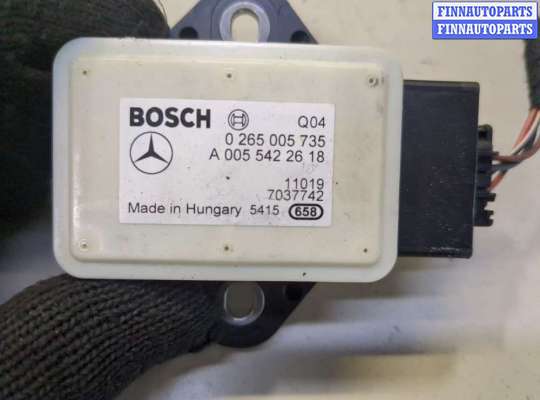 FINNAUTOPARTS
FINNAUTOPARTS
BOSCH Q04
0 265 005 735
A 005 542 26 18
11019
7037742
Made in Hungary 5415 658